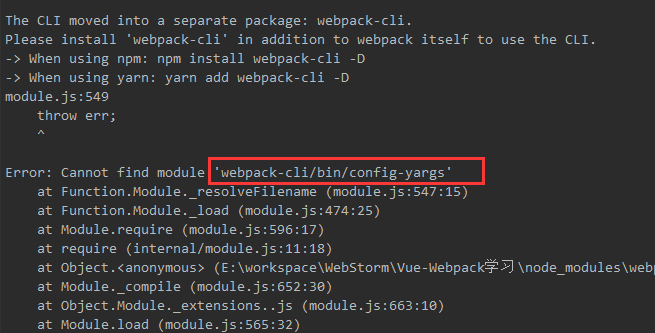 The CLI moved into a separate package: webpack-cli.
Please install 'webpack-cli' in addition to webpack itself to use the CLI.
-> When using npm: npm install webpack-cli -D
-> When using yarn: yarn add webpack-cli -D
module.js:549
throw err;
^
Error: Cannot find module 'webpack-cli/bin/config-yargs'
at Function.Module._resolveFilename (module.js:547:15)
at Function.Module._load (module.js:474:25)
at Module.require (module.js:596:17)
at require (internal/module.js:11:18)
at Object.<anonymous> (E:\workspace\WebStorm\Vue-Webpack学习\node_modules\webp
at Module._compile (module.js:652:30)
at Object.Module._extensions..js (module.js:663:10)
at Module.load (module.js:565:32)